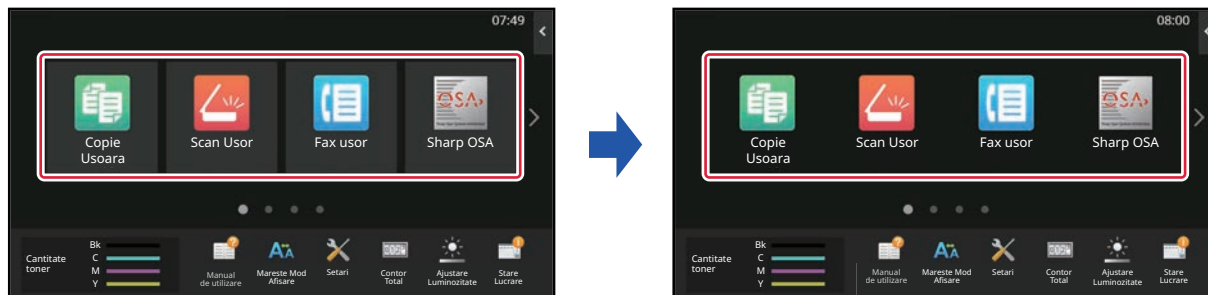 07:49
Copie
Usoara
Scan Usor
Fax usor
OSA
Sharp OSA
Cantitate
toner
Bk
C
M
Y
Manual
de utilizare
Mareste Mod
Afisare
Setari
Contor
Total
Ajustare
Luminozitate
Stare
Lucrare
08:00
Copie
Usoara
Scan Usor
Fax usor
OSA
Sharp OSA
Cantitate
toner
Bk
C
M
Y
Manual
de utilizare
Mareste Mod
Afisare
Setari
Contor
Total
Ajustare
Luminozitate
Stare
Lucrare